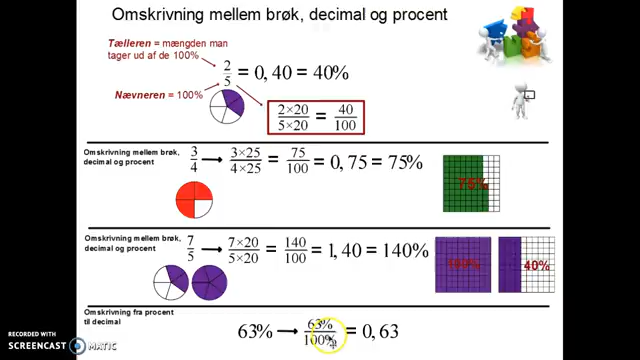 Omskrivning mellem brøk, decimal og procent
Tælleren = mængden man
tager ud af de 100%
2/5 = 0,40 = 40%
Nævneren = 100%
2×20/5×20 = 40/100
Omskrivning mellem brøk,
decimal og procent
3/4 → 3×25/4×25 = 75/100 = 0,75 = 75%
75%
Omskrivning mellem brøk,
decimal og procent
7/5 → 7×20/5×20 = 140/100 = 1,40 = 140%
100%
40%
Omskrivning fra procent
til decimal
63% → 63%/100% = 0,63
RECORDED WITH
SCREENCAST-O-MATIC